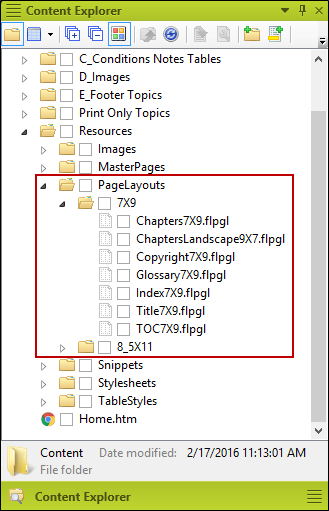 Content Explorer
C_Conditions Notes Tables
D_Images
E_Footer Topics
Print Only Topics
Resources
Images
MasterPages
PageLayouts
7X9
Chapters7X9.flpgl
ChaptersLandscape9X7.flpgl
Copyright7X9.flpgl
Glossary7X9.flpgl
Index7X9.flpgl
Title7X9.flpgl
TOC7X9.flpgl
8_5X11
Snippets
Stylesheets
TableStyles
Home.htm
Content Date modified: 2/17/2016 11:13:01 AM
File folder
Content Explorer